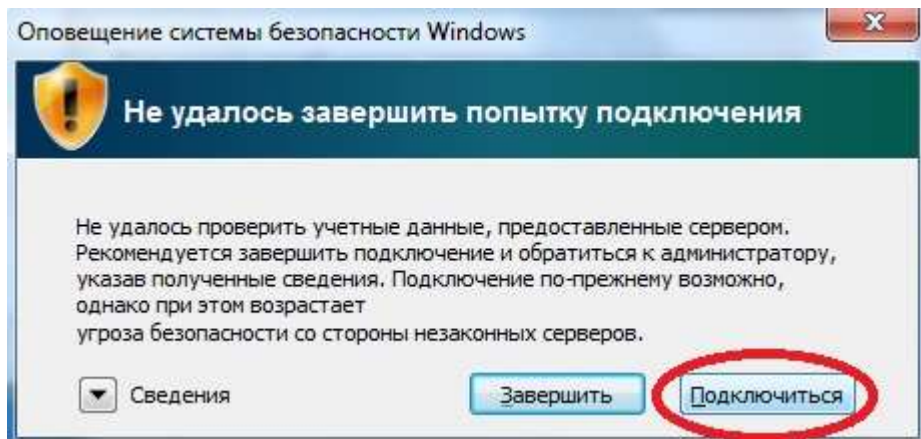 Оповещение системы безопасности Windows
Не удалось завершить попытку подключения
Не удалось проверить учетные данные, предоставленные сервером.
Рекомендуется завершить подключение и обратиться к администратору,
указав полученные сведения. Подключение по-прежнему возможно,
однако при этом возрастает
угроза безопасности со стороны незаконных серверов.
Сведения
Завершить
Подключиться